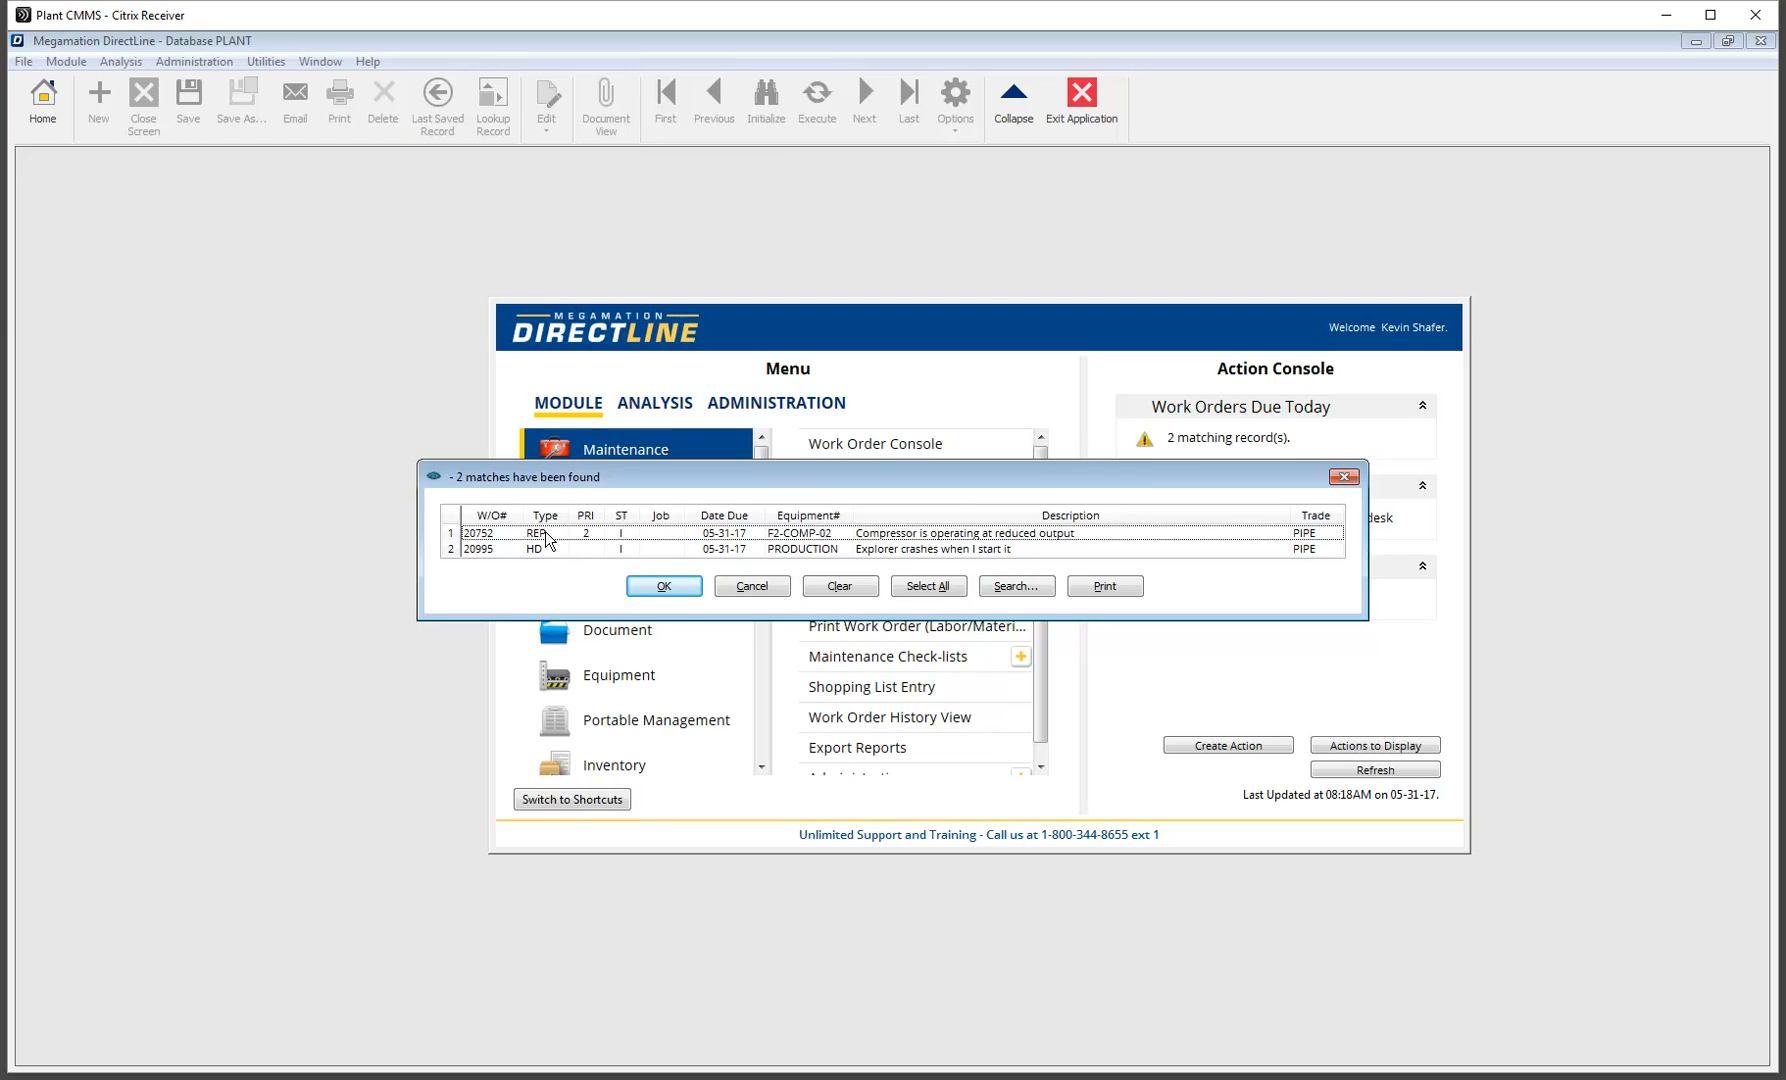 Plant CMMS - Citrix Receiver
Megamation DirectLine - Database PLANT
File Module Analysis Administration Utilities Window Help
Home New Close Screen Save Save As... Email Print Delete Last Saved Record Lookup Record Edit Document View First Previous Initialize Execute Next Last Options Collapse Exit Application
MEGAMATION
DIRECTLINE
Welcome Kevin Shafer.
Menu
Action Console
MODULE ANALYSIS ADMINISTRATION
Work Orders Due Today
2 matching record(s).
Maintenance
Work Order Console
- 2 matches have been found
W/O# Type PRI ST Job Date Due Equipment# Description Trade
1 20752 REP 2 I 05-31-17 F2-COMP-02 Compressor is operating at reduced output PIPE
2 20995 HD I 05-31-17 PRODUCTION Explorer crashes when I start it PIPE
OK Cancel Clear Select All Search... Print
desk
Document
Equipment
Portable Management
Inventory
Print Work Order (Labor/Materi...
Maintenance Check-lists
Shopping List Entry
Work Order History View
Export Reports
Create Action Actions to Display
Refresh
Last Updated at 08:18AM on 05-31-17.
Switch to Shortcuts
Unlimited Support and Training - Call us at 1-800-344-8655 ext 1